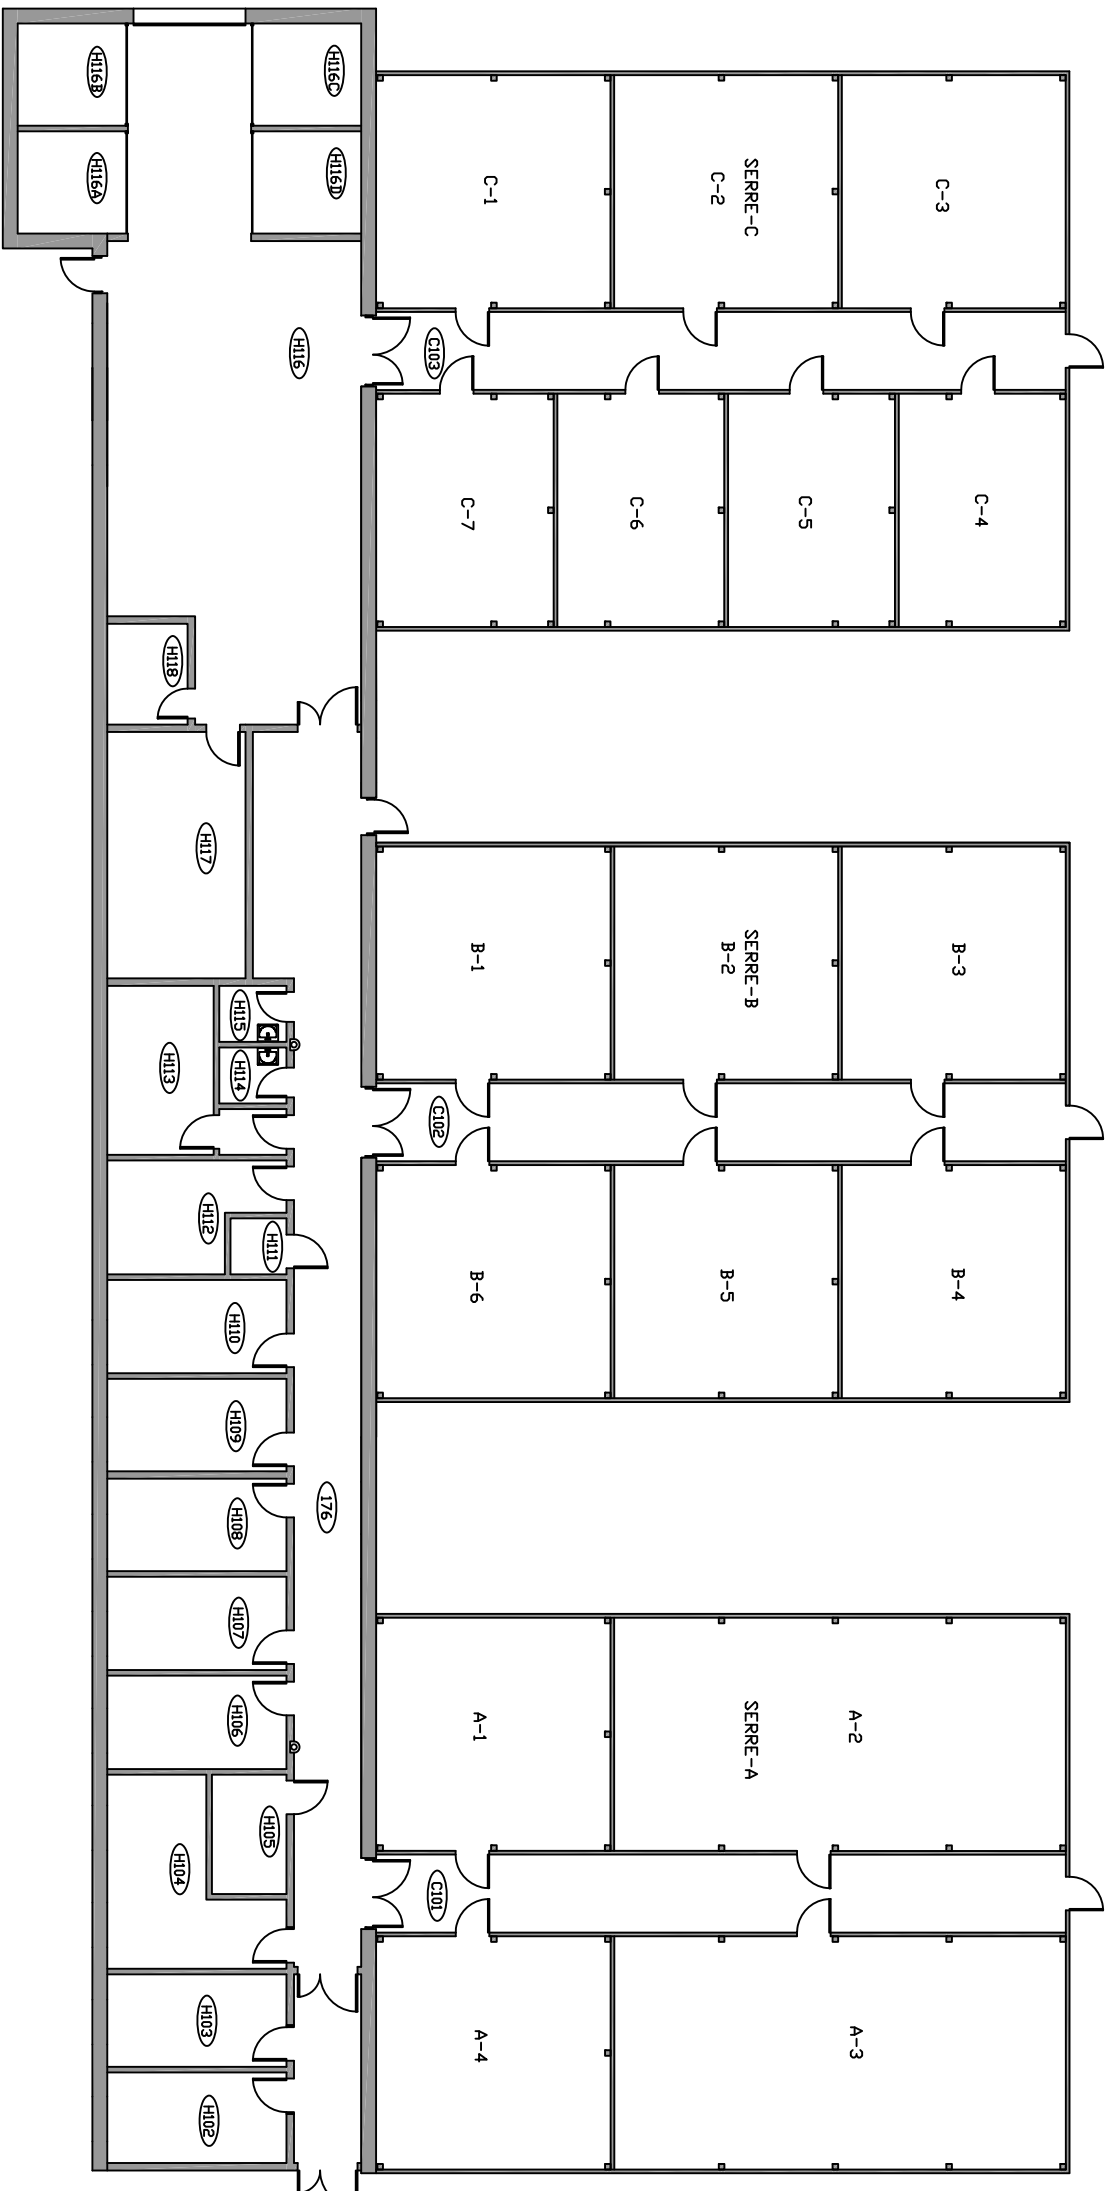 H116B
H116C
H116A
H116D
C-1
C-2
SERRE-C
C-3
H116
C103
C-7
C-6
C-5
C-4
H118
H117
B-1
B-2
SERRE-B
B-3
H115
H114
H113
C102
H112
H111
B-6
B-5
B-4
H110
H109
H108
176
H107
H106
A-1
SERRE-A
A-2
H105
H104
C101
H103
A-4
A-3
H102